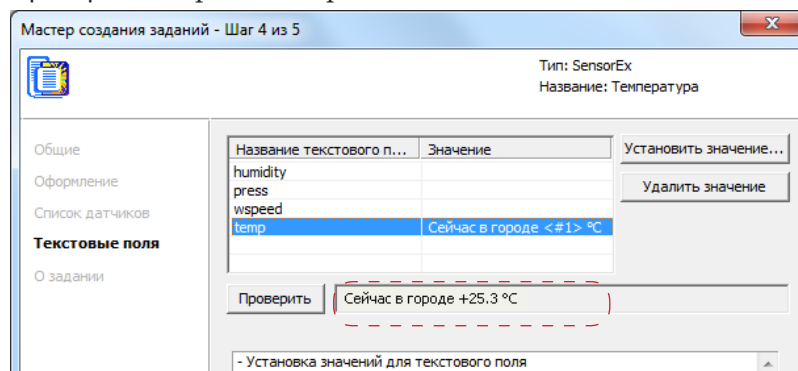 Мастер создания заданий - Шаг 4 из 5
Тип: SensorEx
Название: Температура
Общие
Оформление
Список датчиков
Текстовые поля
О задании
Название текстового п... Значение
humidity
press
wspeed
temp Сейчас в городе <#1> °C
Установить значение...
Удалить значение
Проверить Сейчас в городе +25.3 °C
- Установка значений для текстового поля